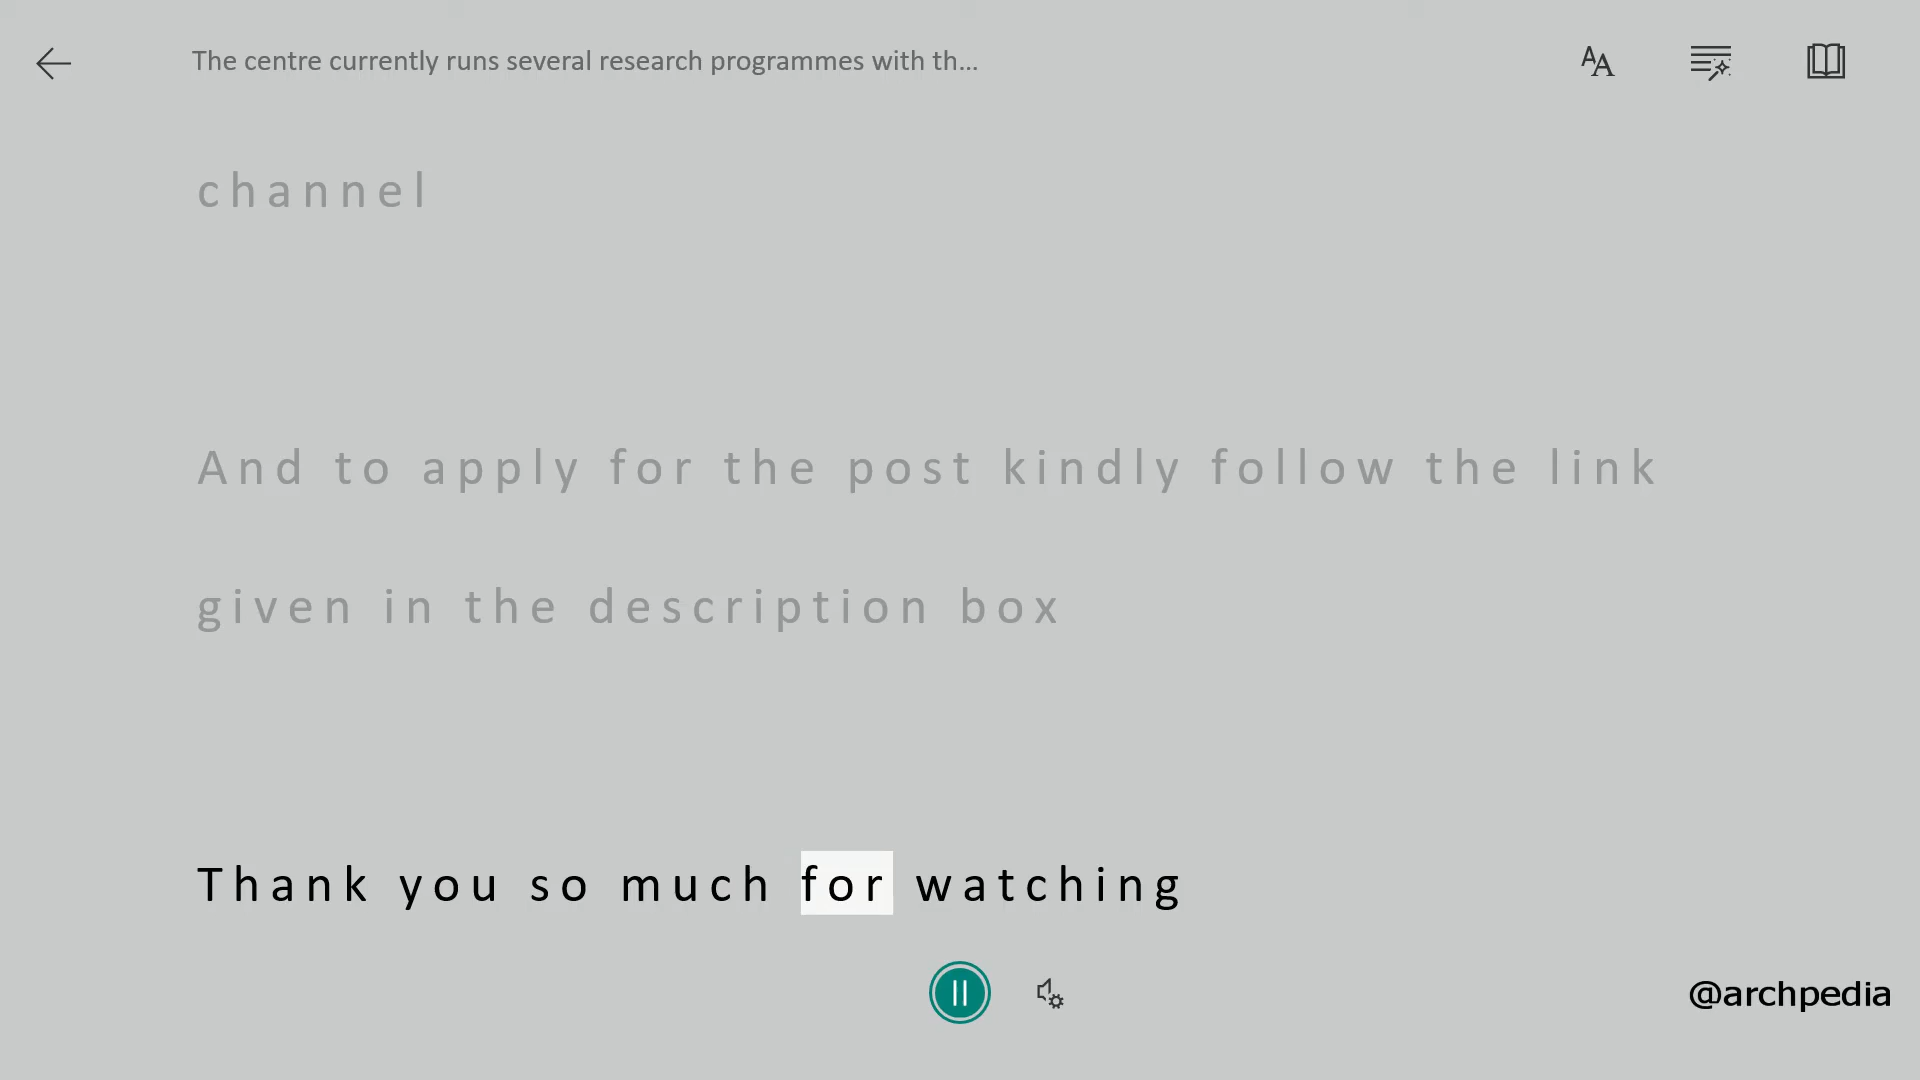 The centre currently runs several research programmes with th...
channel
And to apply for the post kindly follow the link
given in the description box
Thank you so much for watching
@archpedia